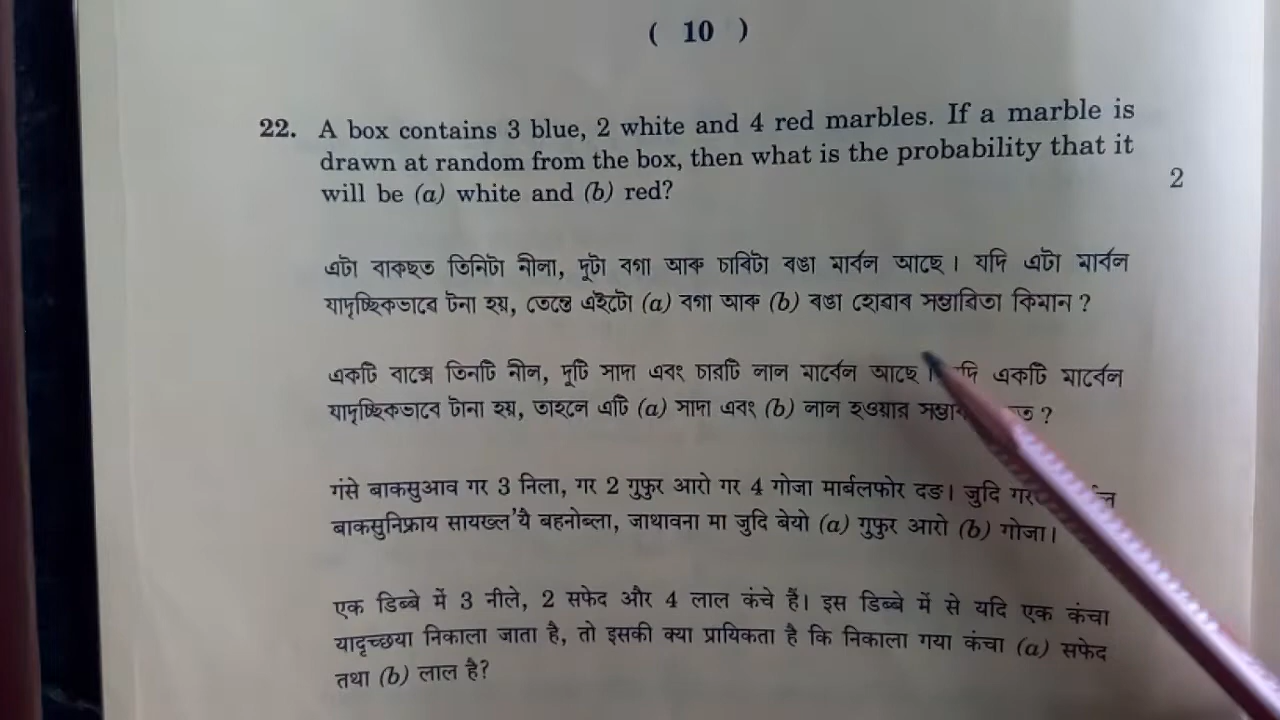 ( 10 )
22. A box contains 3 blue, 2 white and 4 red marbles. If a marble is
drawn at random from the box, then what is the probability that it
will be (a) white and (b) red?
2
এটা বাকছত তিনিটা নীলা, দুটা বগা আৰু চাৰিটা ৰঙা মাৰ্বল আছে। যদি এটা মাৰ্বল
যাদৃচ্ছিকভাবে টনা হয়, তেন্তে এইটো (a) বগা আৰু (b) ৰঙা হোৱাৰ সম্ভাৱিতা কিমান ?
একটি বাক্সে তিনটি নীল, দুটি সাদা এবং চারটি লাল মার্বেল আছে। একটি মার্বেল
যাদৃচ্ছিকভাবে টানা হয়, তাহলে এটি (a) সাদা এবং (b) লাল হওয়ার ?
गंसे बाकसुआव गर 3 निला, गर 2 गुफुर आरो गर 4 गोजा मार्बलफोर दङ। जुदि
बाकसुनिफ्राय सायख्ल'यै बहनोब्ला, जाथावना मा जुदि बेयो (a) गुफुर आरो (b) गोजा।
एक डिब्बे में 3 नीले, 2 सफेद और 4 लाल कंचे हैं। इस डिब्बे में से यदि एक कंचा
यादृच्छया निकाला जाता है, तो इसकी क्या प्रायिकता है कि निकाला गया कंचा (a) सफेद
तथा (b) लाल है?